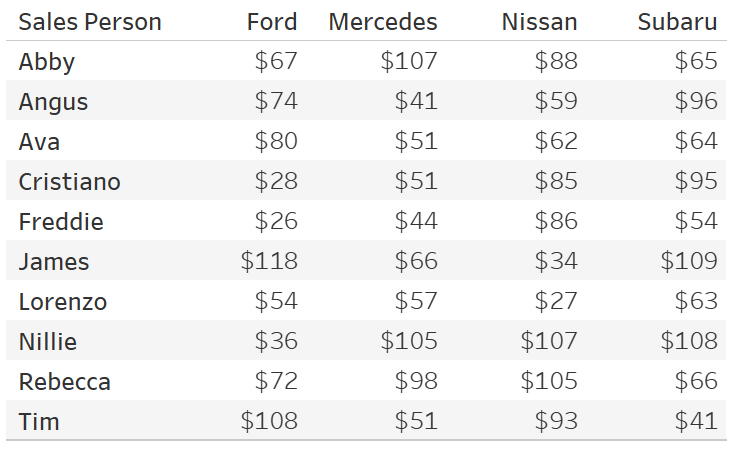 Sales Person Ford Mercedes Nissan Subaru
Abby $67 $107 $88 $65
Angus $74 $41 $59 $96
Ava $80 $51 $62 $64
Cristiano $28 $51 $85 $95
Freddie $26 $44 $86 $54
James $118 $66 $34 $109
Lorenzo $54 $57 $27 $63
Nillie $36 $105 $107 $108
Rebecca $72 $98 $105 $66
Tim $108 $51 $93 $41